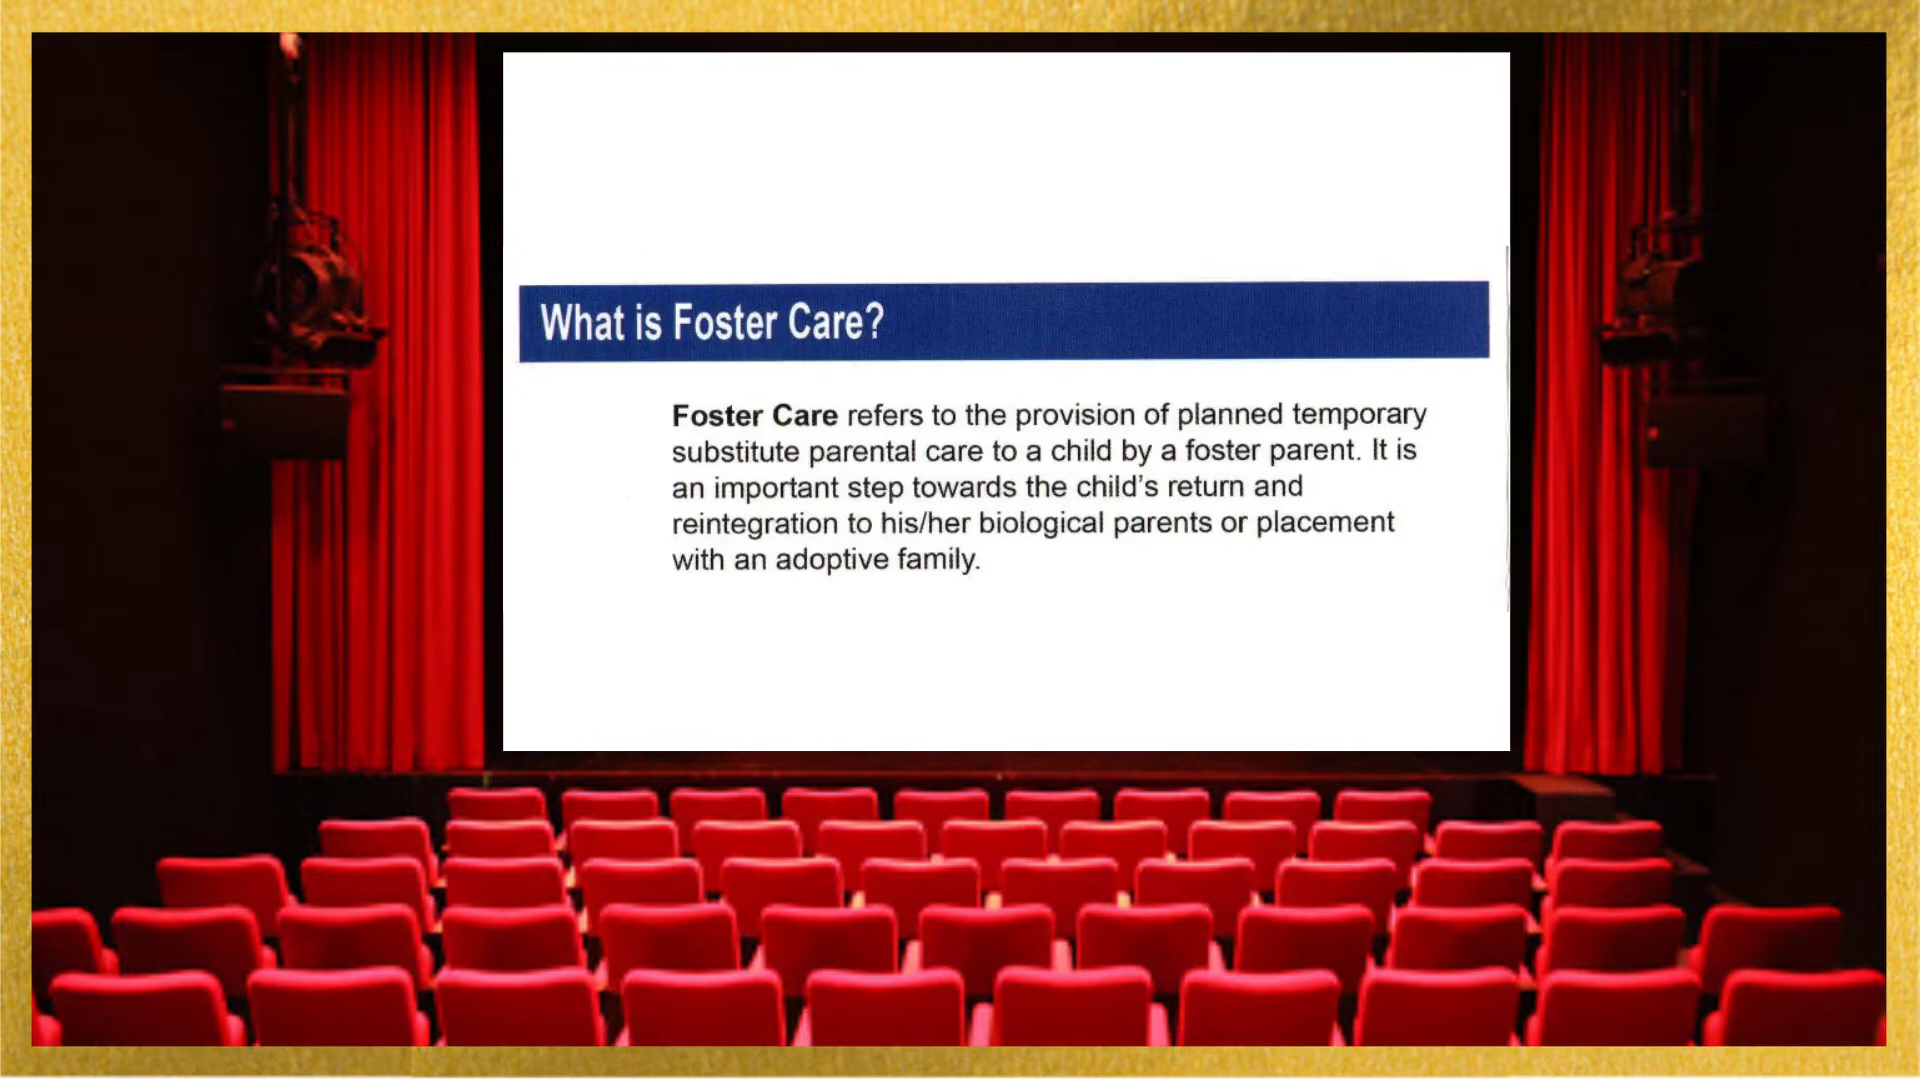 What is Foster Care?
Foster Care refers to the provision of planned temporary
substitute parental care to a child by a foster parent. It is
an important step towards the child's return and
reintegration to his/her biological parents or placement
with an adoptive family.